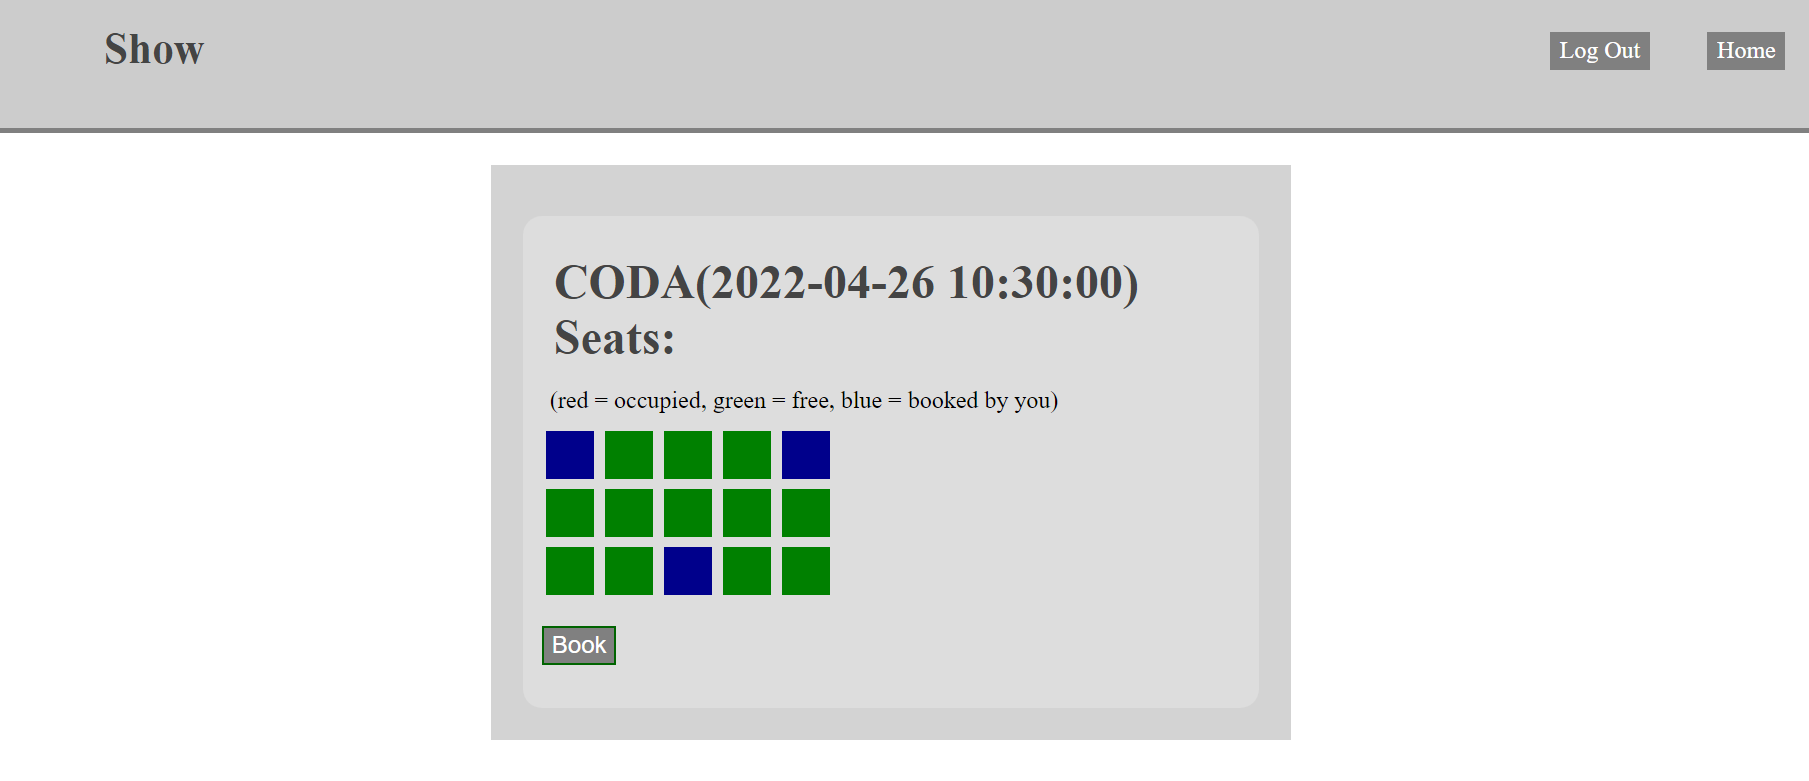 Show
Log Out
Home
CODA(2022-04-26 10:30:00)
Seats:
(red = occupied, green = free, blue = booked by you)
Book